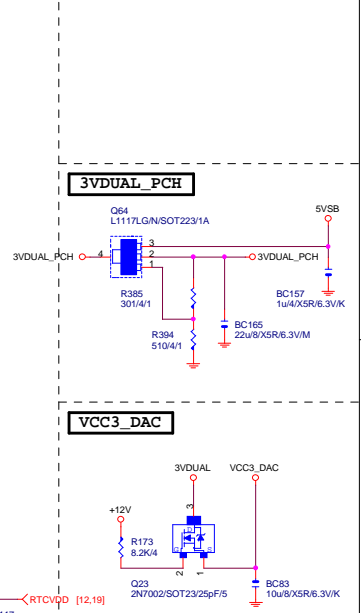 3VDUAL_PCH
Q64
L1117LG/N/SOT223/1A
5VSB
3VDUAL_PCH
4
3
2
1
3VDUAL_PCH
R385
301/4/1
BC157
1u/4/X5R/6.3V/K
R394
510/4/1
BC165
22u/8/X5R/6.3V/M
VCC3_DAC
3VDUAL
VCC3_DAC
+12V
3
R173
8.2K/4
D
G
S
2
1
Q23
2N7002/SOT23/25pF/5
BC83
10u/8/X5R/6.3V/K
RTCVDD [12,19]